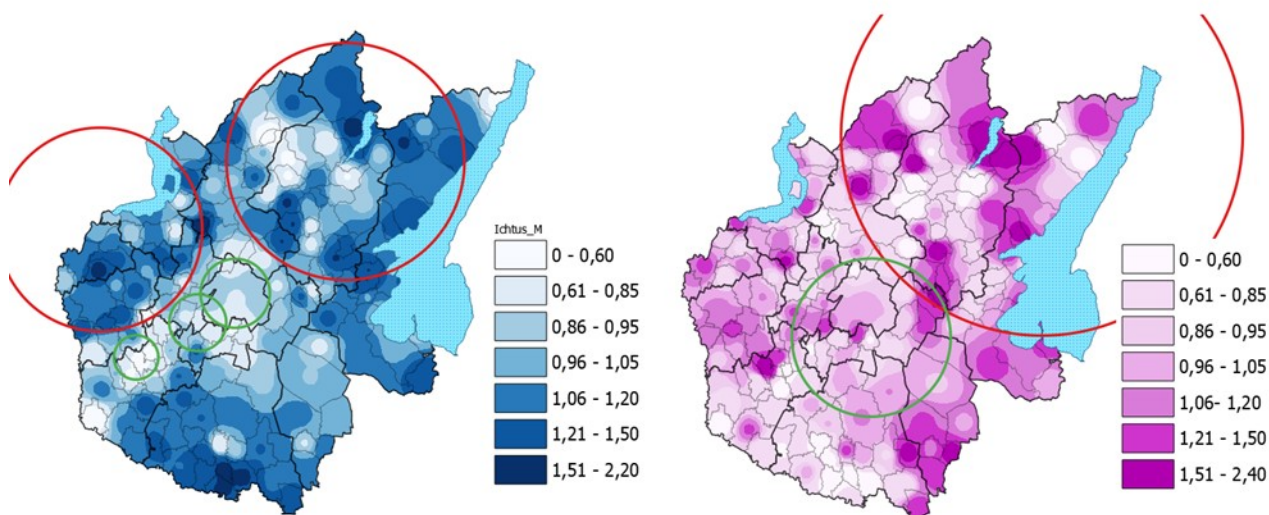 Ichtus_M
0 - 0,60
0,61 - 0,85
0,86 - 0,95
0,96 - 1,05
1,06 - 1,20
1,21 - 1,50
1,51 - 2,20
0 - 0,60
0,61 - 0,85
0,86 - 0,95
0,96 - 1,05
1,06- 1,20
1,21 - 1,50
1,51 - 2,40